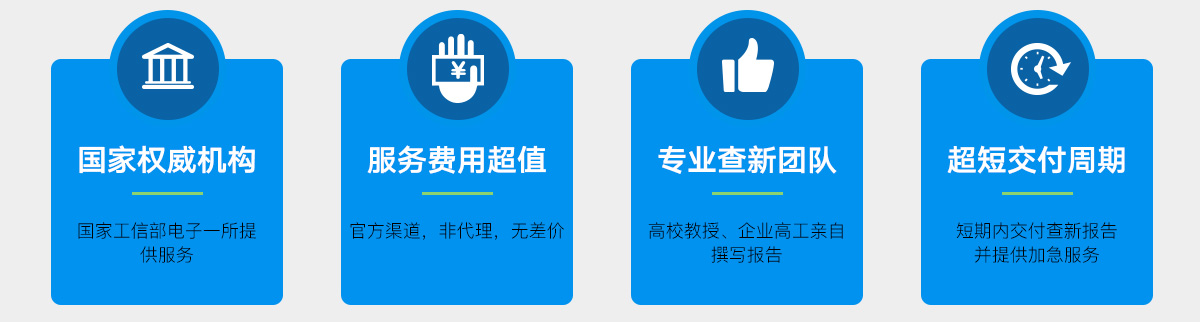 国家权威机构
国家工信部电子一所提
供服务
¥
服务费用超值
官方渠道，非代理，无差价
专业查新团队
高校教授、企业高工亲自
撰写报告
超短交付周期
短期内交付查新报告
并提供加急服务